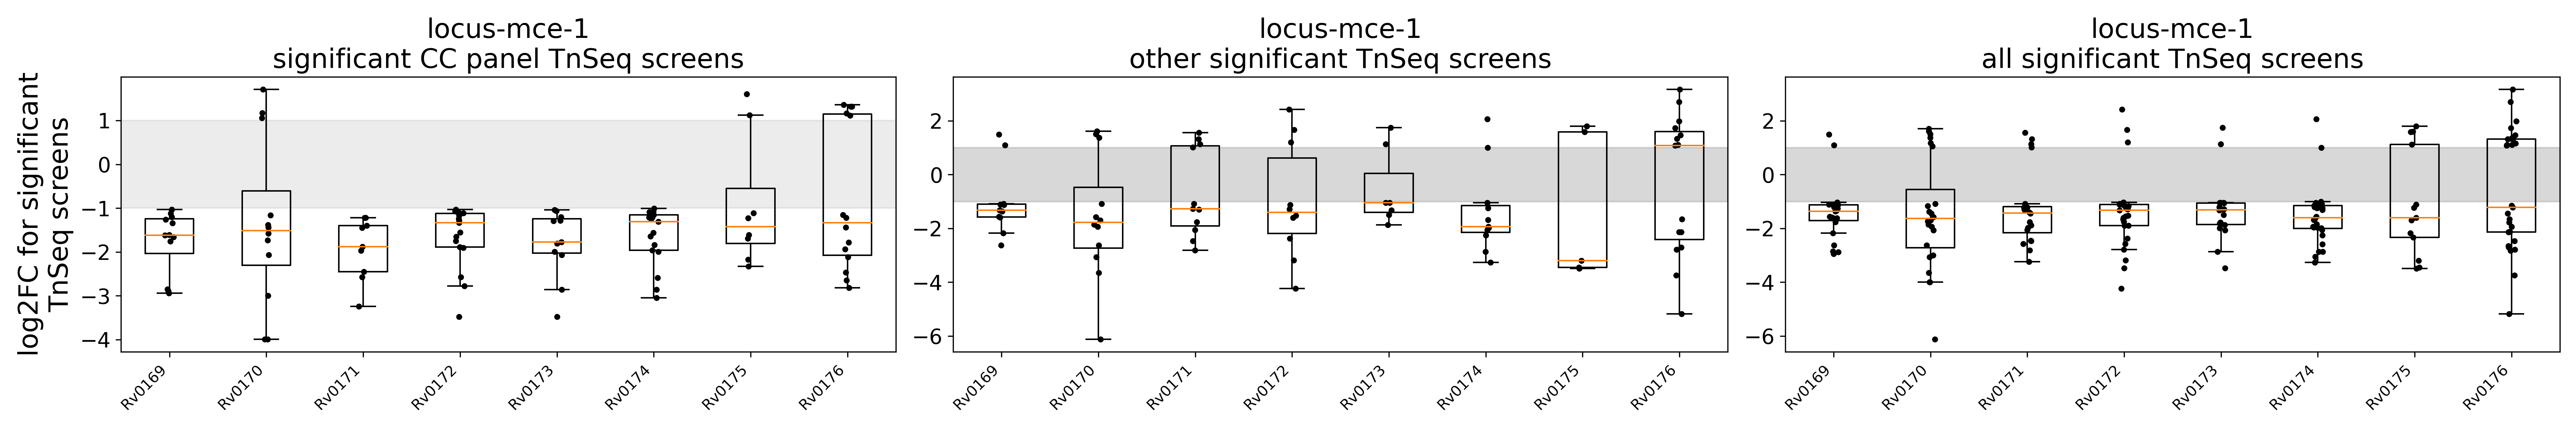 locus-mce-1
significant CC panel TnSeq screens
log2FC for significant
TnSeq screens
1
0
−1
−2
−3
−4
Rv0169
Rv0170
Rv0171
Rv0172
Rv0173
Rv0174
Rv0175
Rv0176
locus-mce-1
other significant TnSeq screens
2
0
−2
−4
−6
Rv0169
Rv0170
Rv0171
Rv0172
Rv0173
Rv0174
Rv0175
Rv0176
locus-mce-1
all significant TnSeq screens
2
0
−2
−4
−6
Rv0169
Rv0170
Rv0171
Rv0172
Rv0173
Rv0174
Rv0175
Rv0176